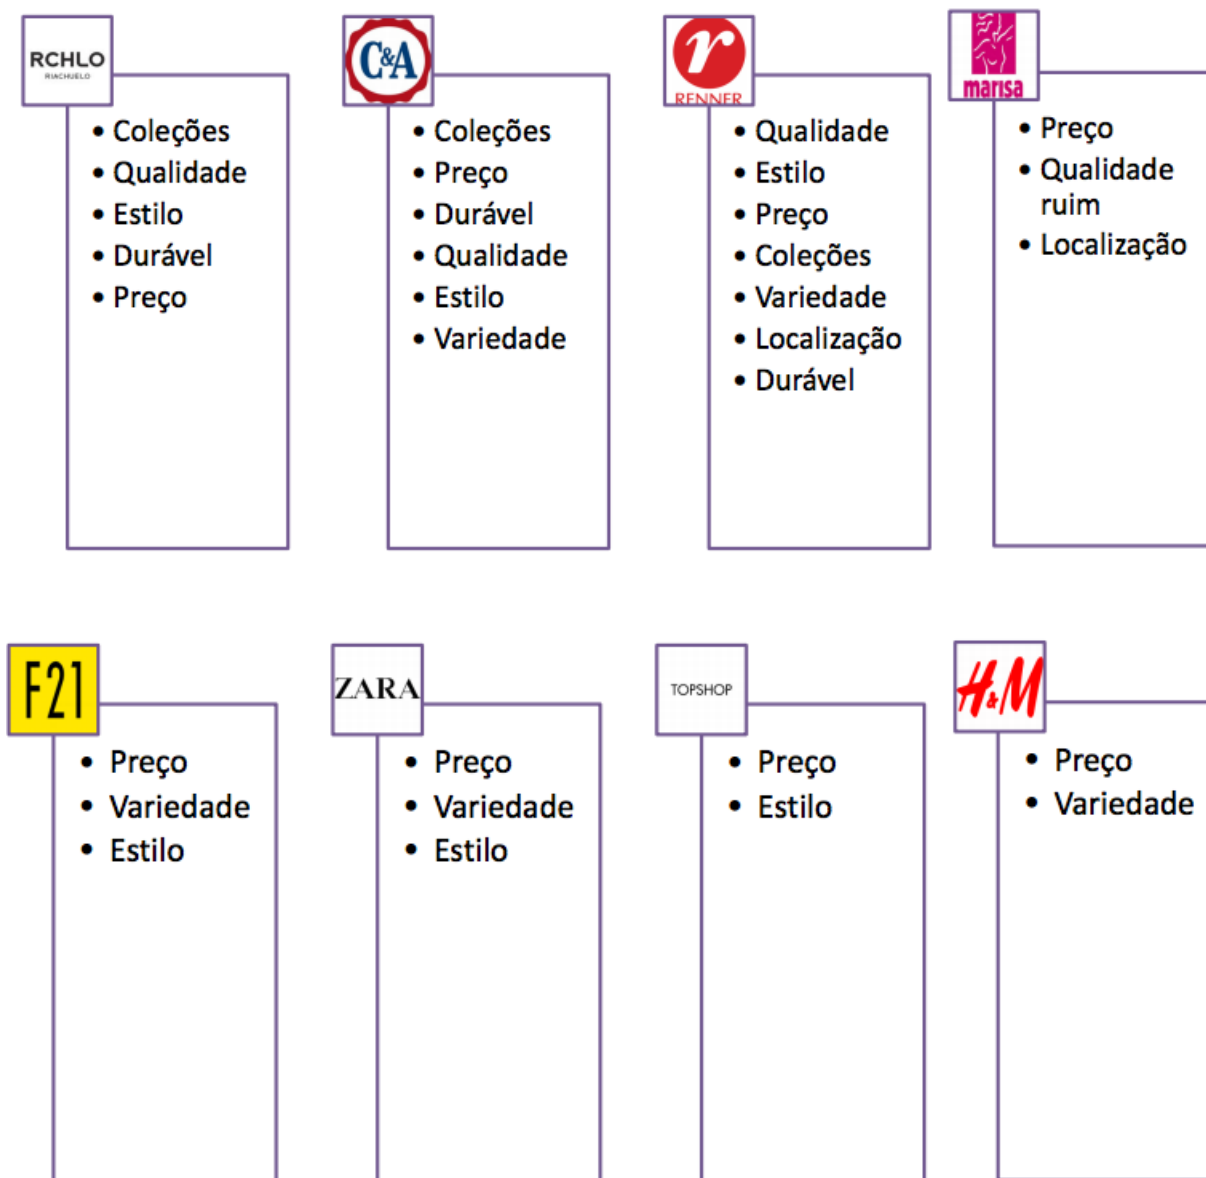 RCHLO
RIACHUELO
• Coleções
• Qualidade
• Estilo
• Durável
• Preço
C&A
• Coleções
• Preço
• Durável
• Qualidade
• Estilo
• Variedade
r
RENNER
• Qualidade
• Estilo
• Preço
• Coleções
• Variedade
• Localização
• Durável
marisa
• Preço
• Qualidade
ruim
• Localização
F21
• Preço
• Variedade
• Estilo
ZARA
• Preço
• Variedade
• Estilo
TOPSHOP
• Preço
• Estilo
H&M
• Preço
• Variedade